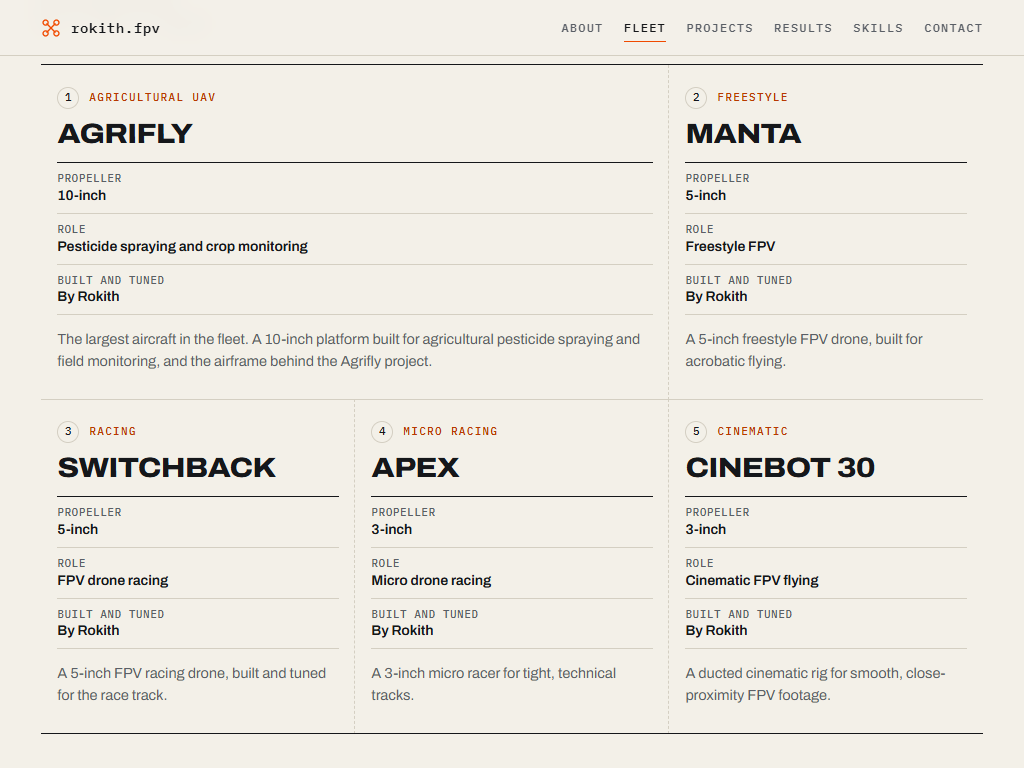 rokith.fpv
ABOUT FLEET PROJECTS RESULTS SKILLS CONTACT
1 AGRICULTURAL UAV
AGRIFLY
PROPELLER
10-inch
ROLE
Pesticide spraying and crop monitoring
BUILT AND TUNED
By Rokith
The largest aircraft in the fleet. A 10-inch platform built for agricultural pesticide spraying and
field monitoring, and the airframe behind the Agrifly project.
2 FREESTYLE
MANTA
PROPELLER
5-inch
ROLE
Freestyle FPV
BUILT AND TUNED
By Rokith
A 5-inch freestyle FPV drone, built for
acrobatic flying.
3 RACING
SWITCHBACK
PROPELLER
5-inch
ROLE
FPV drone racing
BUILT AND TUNED
By Rokith
A 5-inch FPV racing drone, built and tuned
for the race track.
4 MICRO RACING
APEX
PROPELLER
3-inch
ROLE
Micro drone racing
BUILT AND TUNED
By Rokith
A 3-inch micro racer for tight, technical
tracks.
5 CINEMATIC
CINEBOT 30
PROPELLER
3-inch
ROLE
Cinematic FPV flying
BUILT AND TUNED
By Rokith
A ducted cinematic rig for smooth, close-
proximity FPV footage.